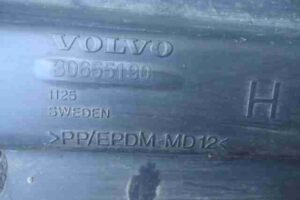 VOLVO
30655190
1125
SWEDEN
H
>PP/EPDM-MD12<